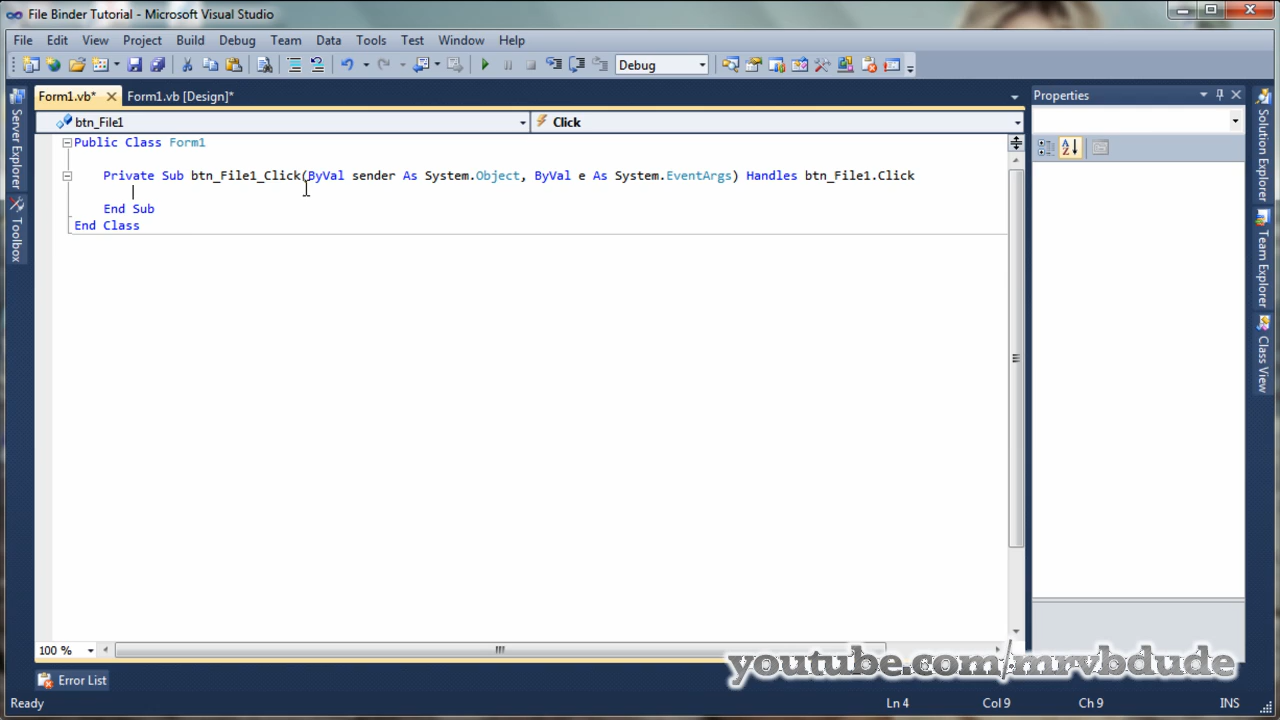 File Binder Tutorial - Microsoft Visual Studio
File Edit View Project Build Debug Team Data Tools Test Window Help
Debug
Form1.vb* Form1.vb [Design]* Properties
btn_File1 Click
Server Exprorer
Toolbox
Public Class Form1
Private Sub btn_File1_Click(ByVal sender As System.Object, ByVal e As System.EventArgs) Handles btn_File1.Click
End Sub
End Class
Solution Explorer
Team Explorer
Class View
100 %
youtube.com/mrvbdude
Error List
Ready Ln 4 Col 9 Ch 9 INS